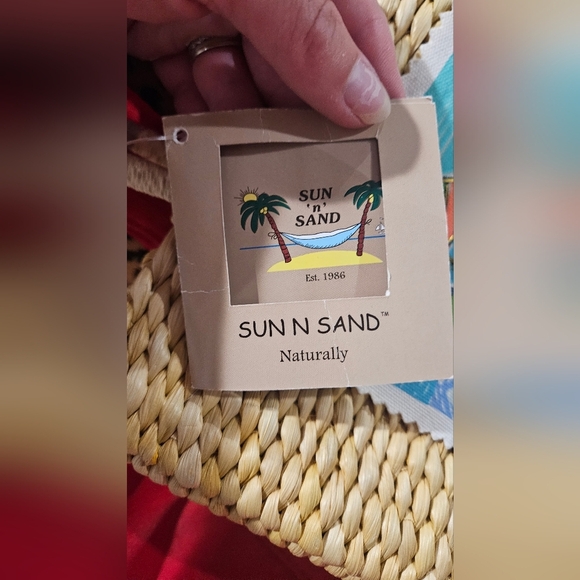 SUN
'n'
SAND
Est. 1986
SUN N SAND™
Naturally